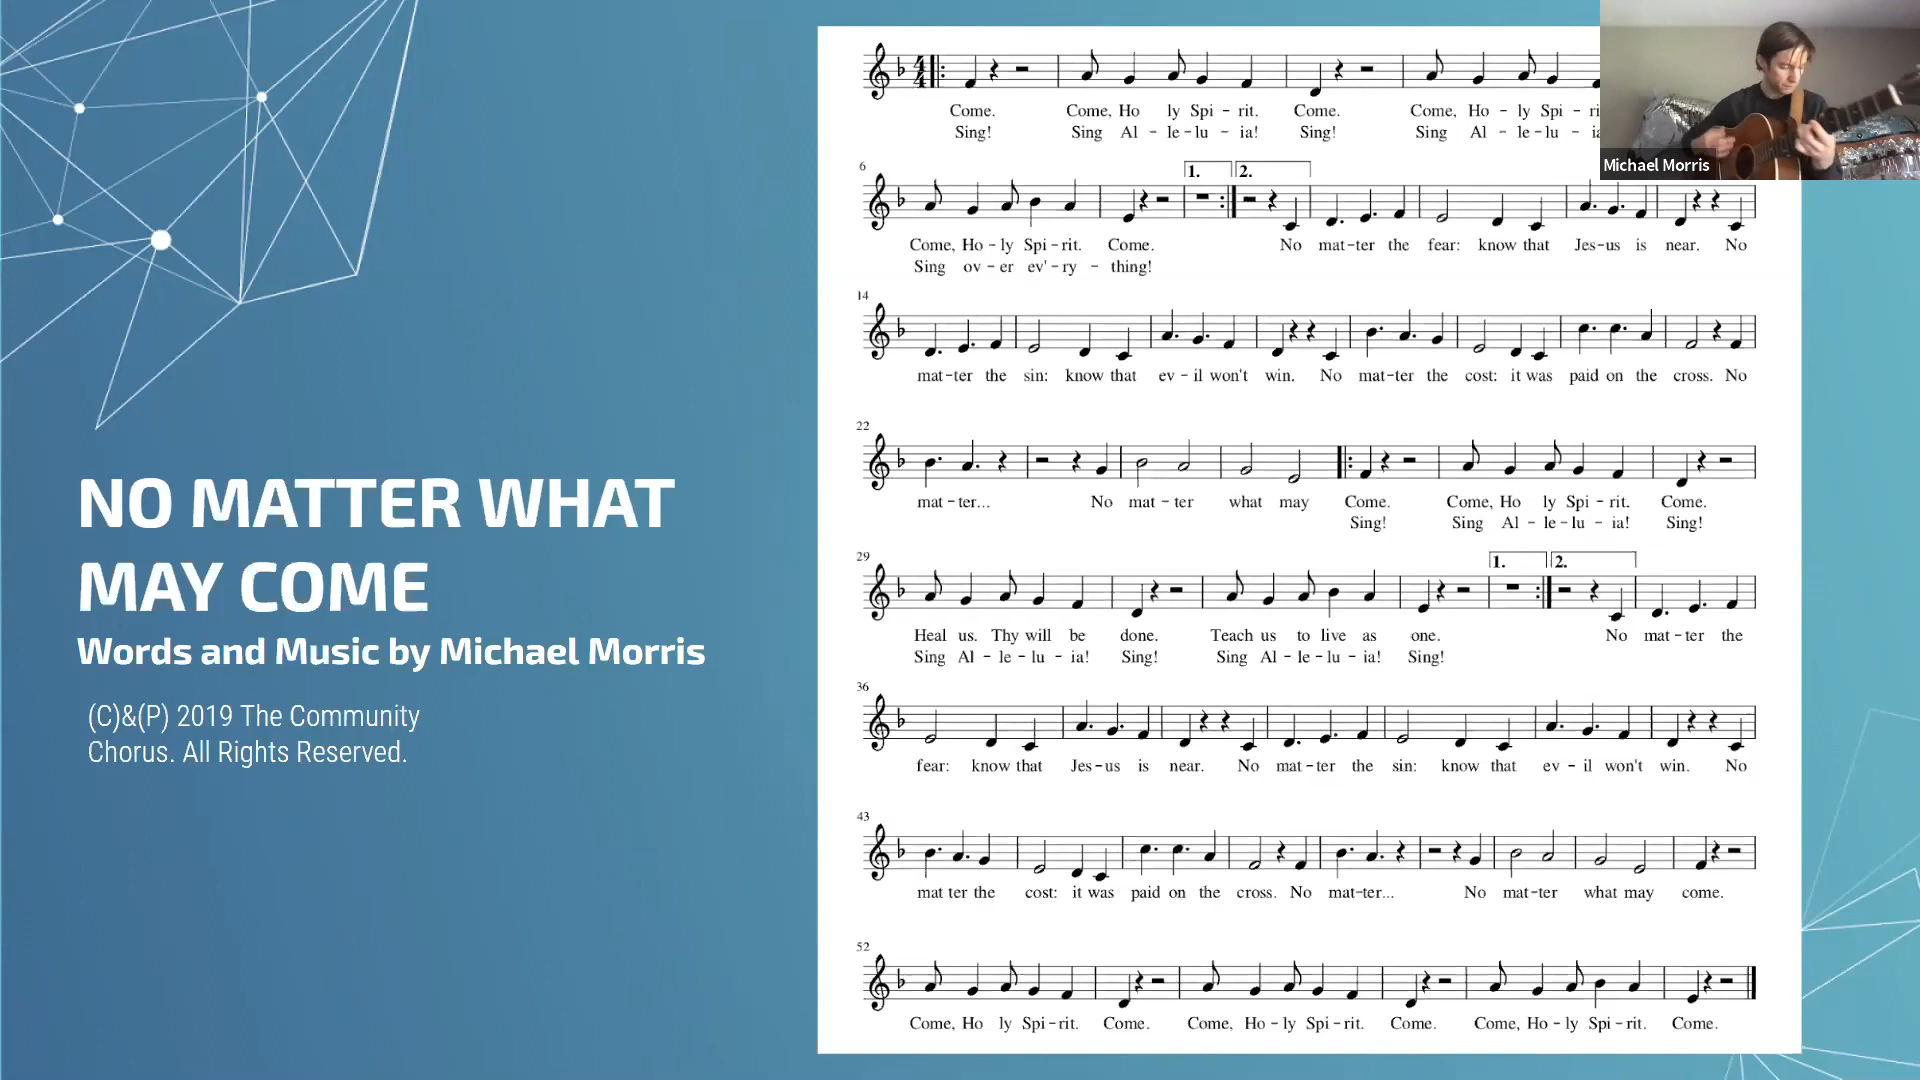 NO MATTER WHAT
MAY COME
Words and Music by Michael Morris
(C)&(P) 2019 The Community
Chorus. All Rights Reserved.
Come. Come, Ho ly Spi - rit. Come. Come, Ho - ly Spi -
Sing! Sing Al - le - lu - ia! Sing! Sing Al - le - lu -
Michael Morris
6 1. 2.
Come, Ho - ly Spi - rit. Come. No mat - ter the fear: know that Jes - us is near. No
Sing ov - er ev' - ry - thing!
14
mat - ter the sin: know that ev - il won't win. No mat - ter the cost: it was paid on the cross. No
22
mat - ter... No mat - ter what may Come. Come, Ho ly Spi - rit. Come.
Sing! Sing Al - le - lu - ia! Sing!
29 1. 2.
Heal us. Thy will be done. Teach us to live as one. No mat - ter the
Sing Al - le - lu - ia! Sing! Sing Al - le - lu - ia! Sing!
36
fear: know that Jes - us is near. No mat - ter the sin: know that ev - il won't win. No
43
mat ter the cost: it was paid on the cross. No mat - ter... No mat - ter what may come.
52
Come, Ho ly Spi - rit. Come. Come, Ho - ly Spi - rit. Come. Come, Ho - ly Spi - rit. Come.